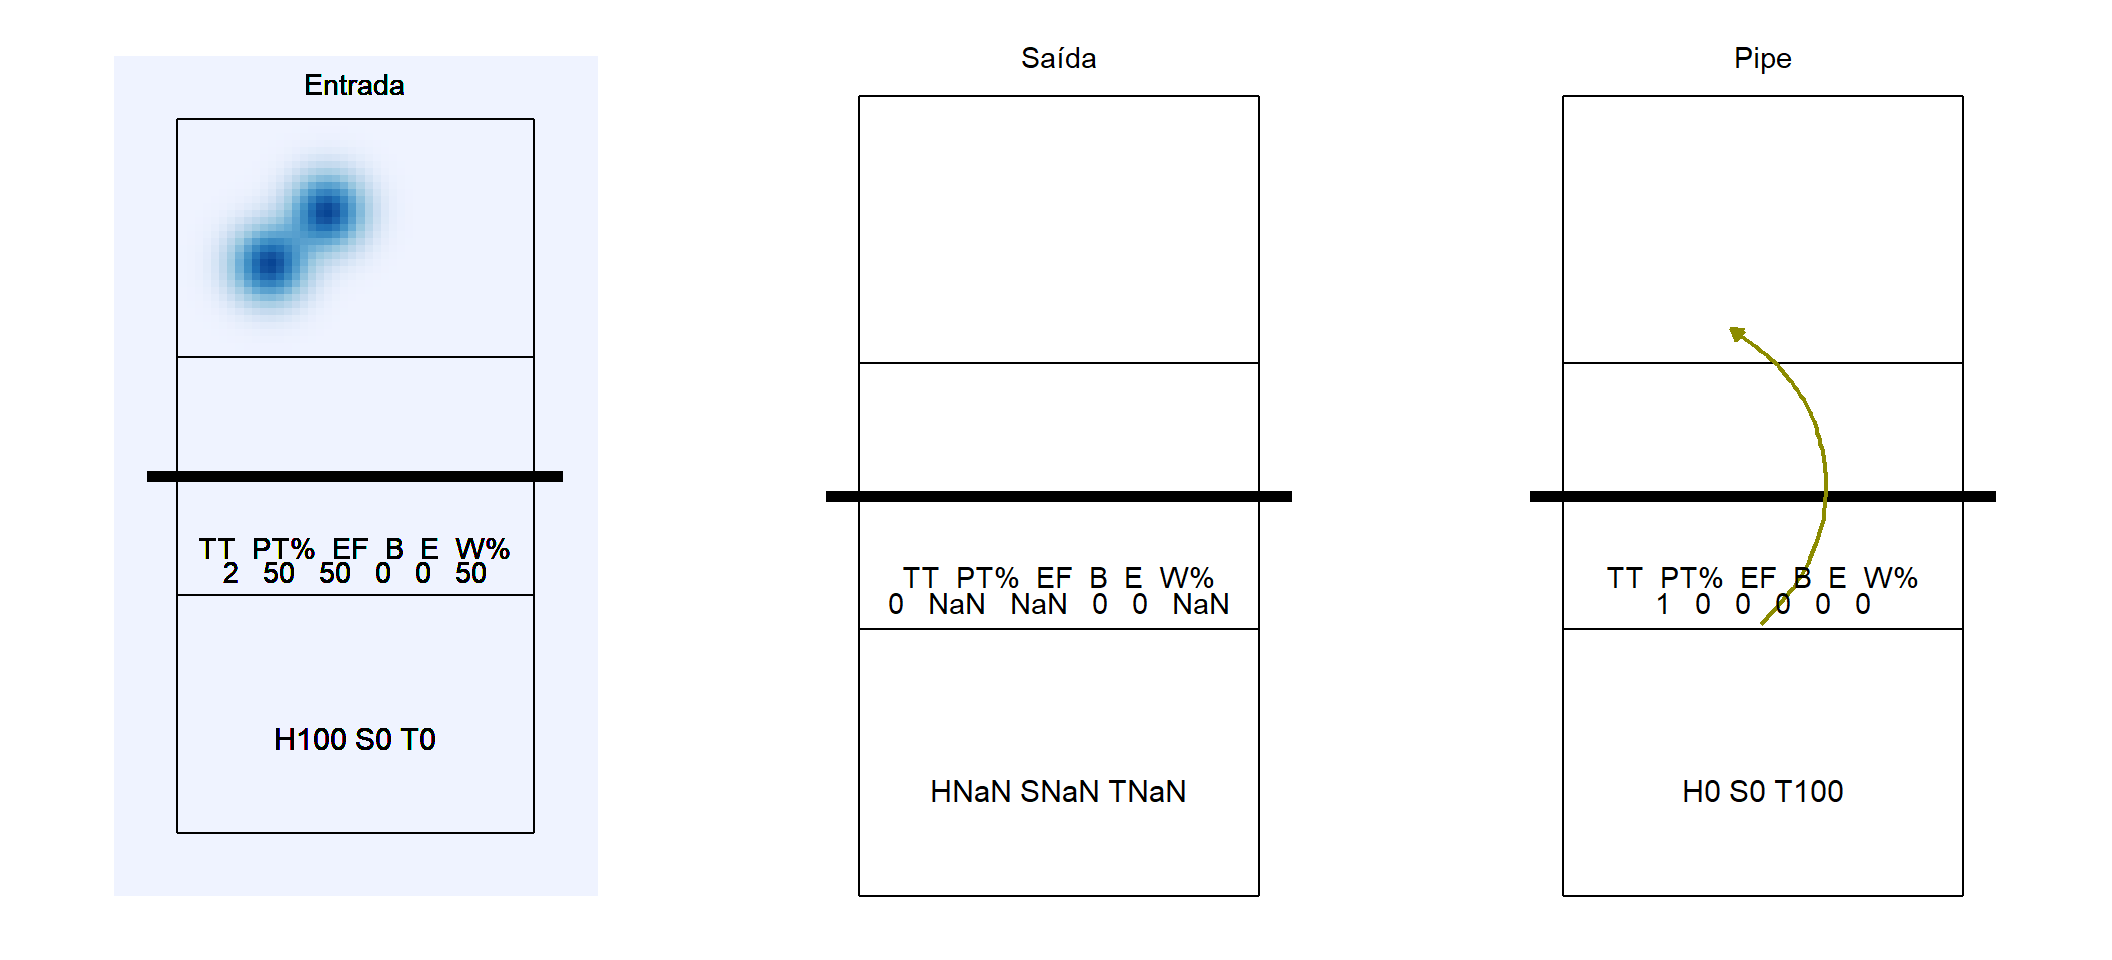 Entrada
TT PT% EF B E W%
2 50 50 0 0 50
H100 S0 T0
Saída
TT PT% EF B E W%
0 NaN NaN 0 0 NaN
HNaN SNaN TNaN
Pipe
TT PT% EF B E W%
1 0 0 0 0 0
H0 S0 T100